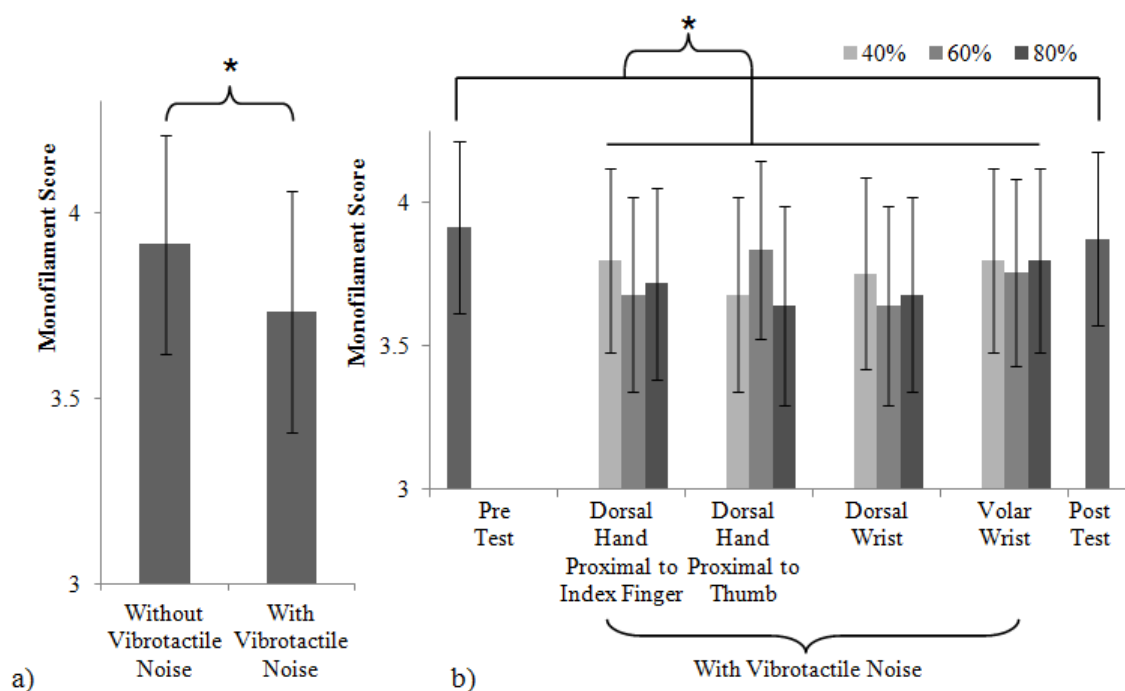 *
Monofilament Score
4
3.5
3
Without
Vibrotactile
Noise
With
Vibrotactile
Noise
a)
*
40% 60% 80%
Monofilament Score
4
3.5
3
Pre
Test
Dorsal
Hand
Proximal to
Index Finger
Dorsal
Hand
Proximal to
Thumb
Dorsal
Wrist
Volar
Wrist
Post
Test
With Vibrotactile Noise
b)